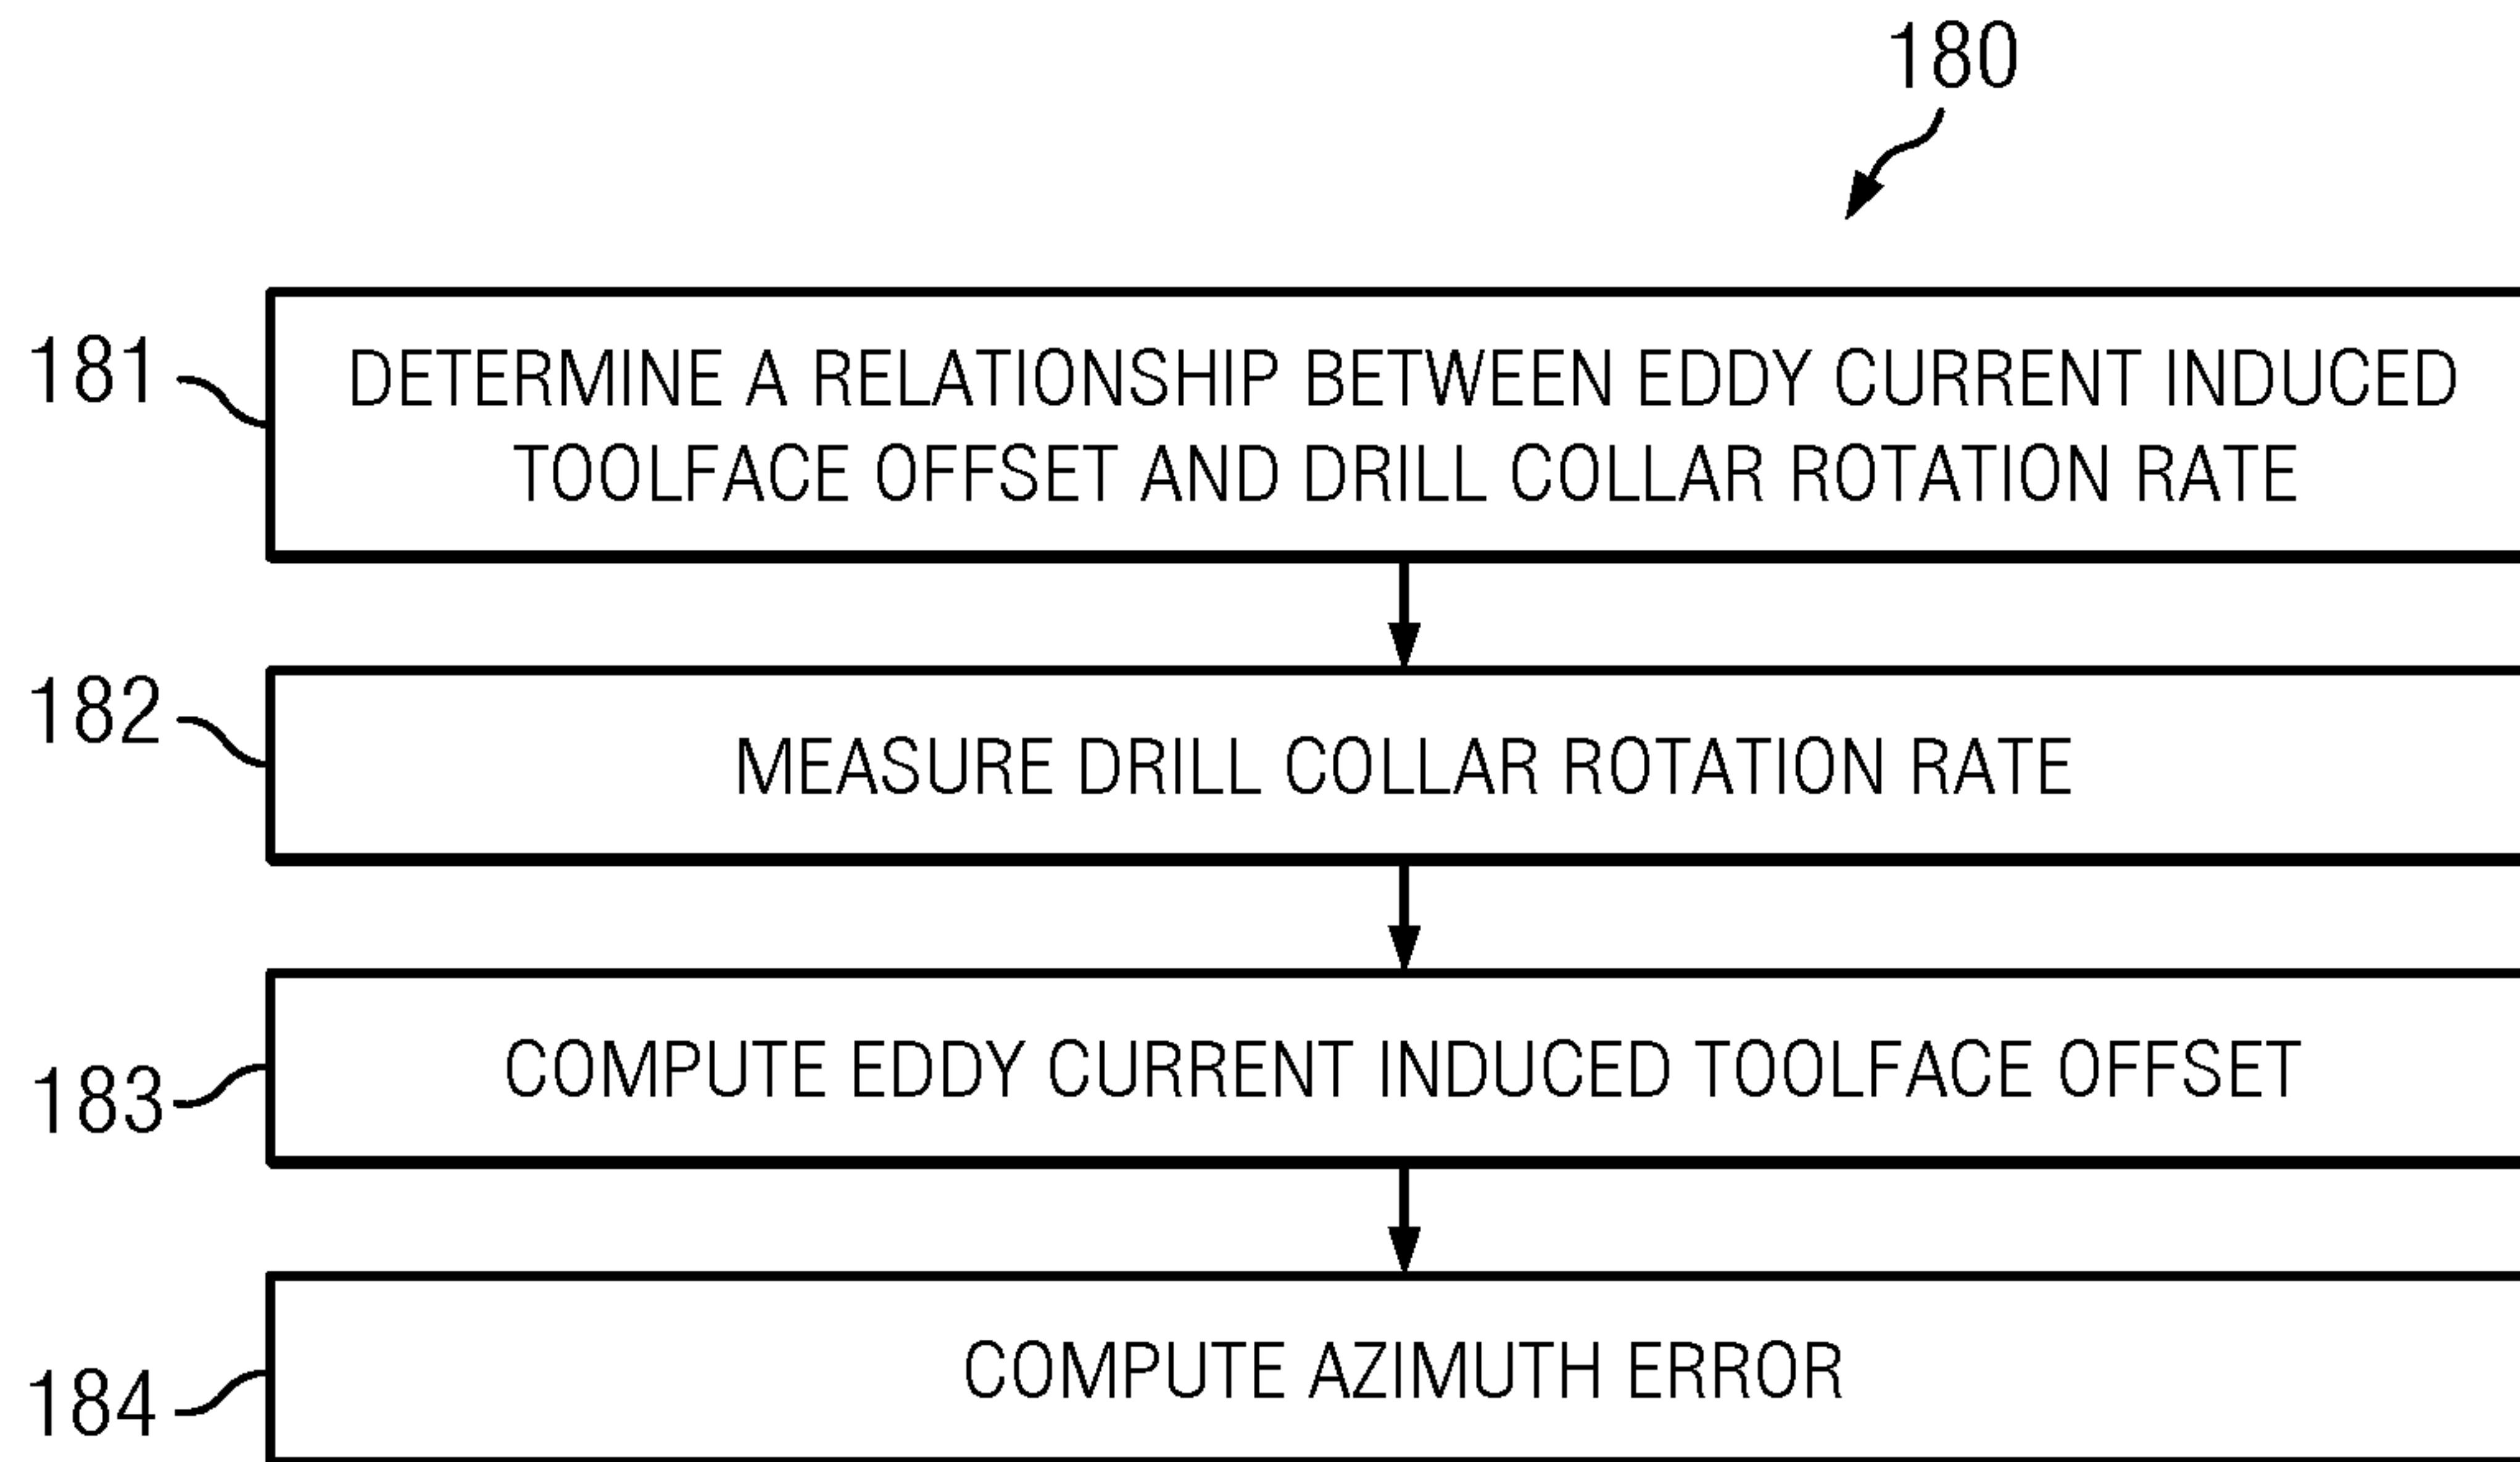 180
181
DETERMINE A RELATIONSHIP BETWEEN EDDY CURRENT INDUCED
TOOLFACE OFFSET AND DRILL COLLAR ROTATION RATE
182
MEASURE DRILL COLLAR ROTATION RATE
183
COMPUTE EDDY CURRENT INDUCED TOOLFACE OFFSET
184
COMPUTE AZIMUTH ERROR